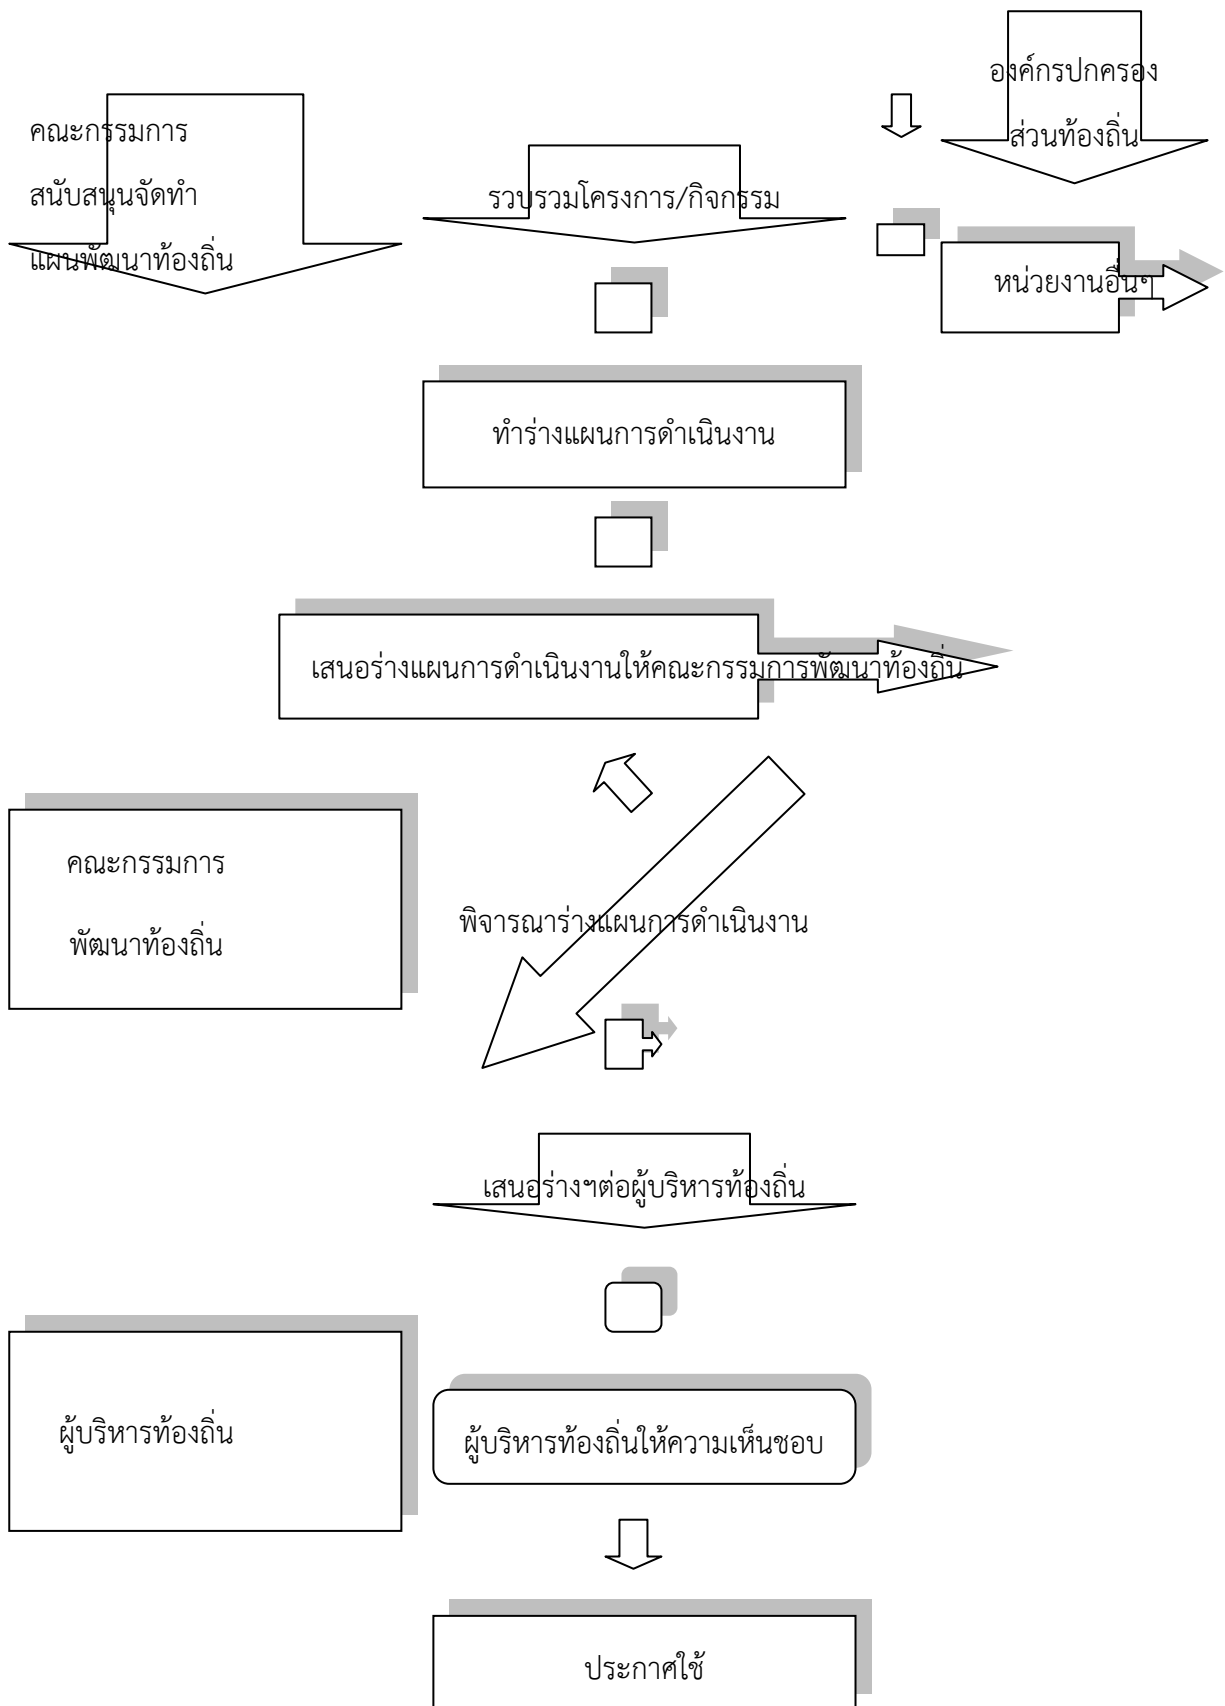 องค์กรปกครอง
ส่วนท้องถิ่น
คณะกรรมการ
สนับสนุนจัดทำ
แผนพัฒนาท้องถิ่น
รวบรวมโครงการ/กิจกรรม
หน่วยงานอื่นๆ
ทำร่างแผนการดำเนินงาน
เสนอร่างแผนการดำเนินงานให้คณะกรรมการพัฒนาท้องถิ่น
คณะกรรมการ
พัฒนาท้องถิ่น
พิจารณาร่างแผนการดำเนินงาน
เสนอร่างฯต่อผู้บริหารท้องถิ่น
ผู้บริหารท้องถิ่น
ผู้บริหารท้องถิ่นให้ความเห็นชอบ
ประกาศใช้